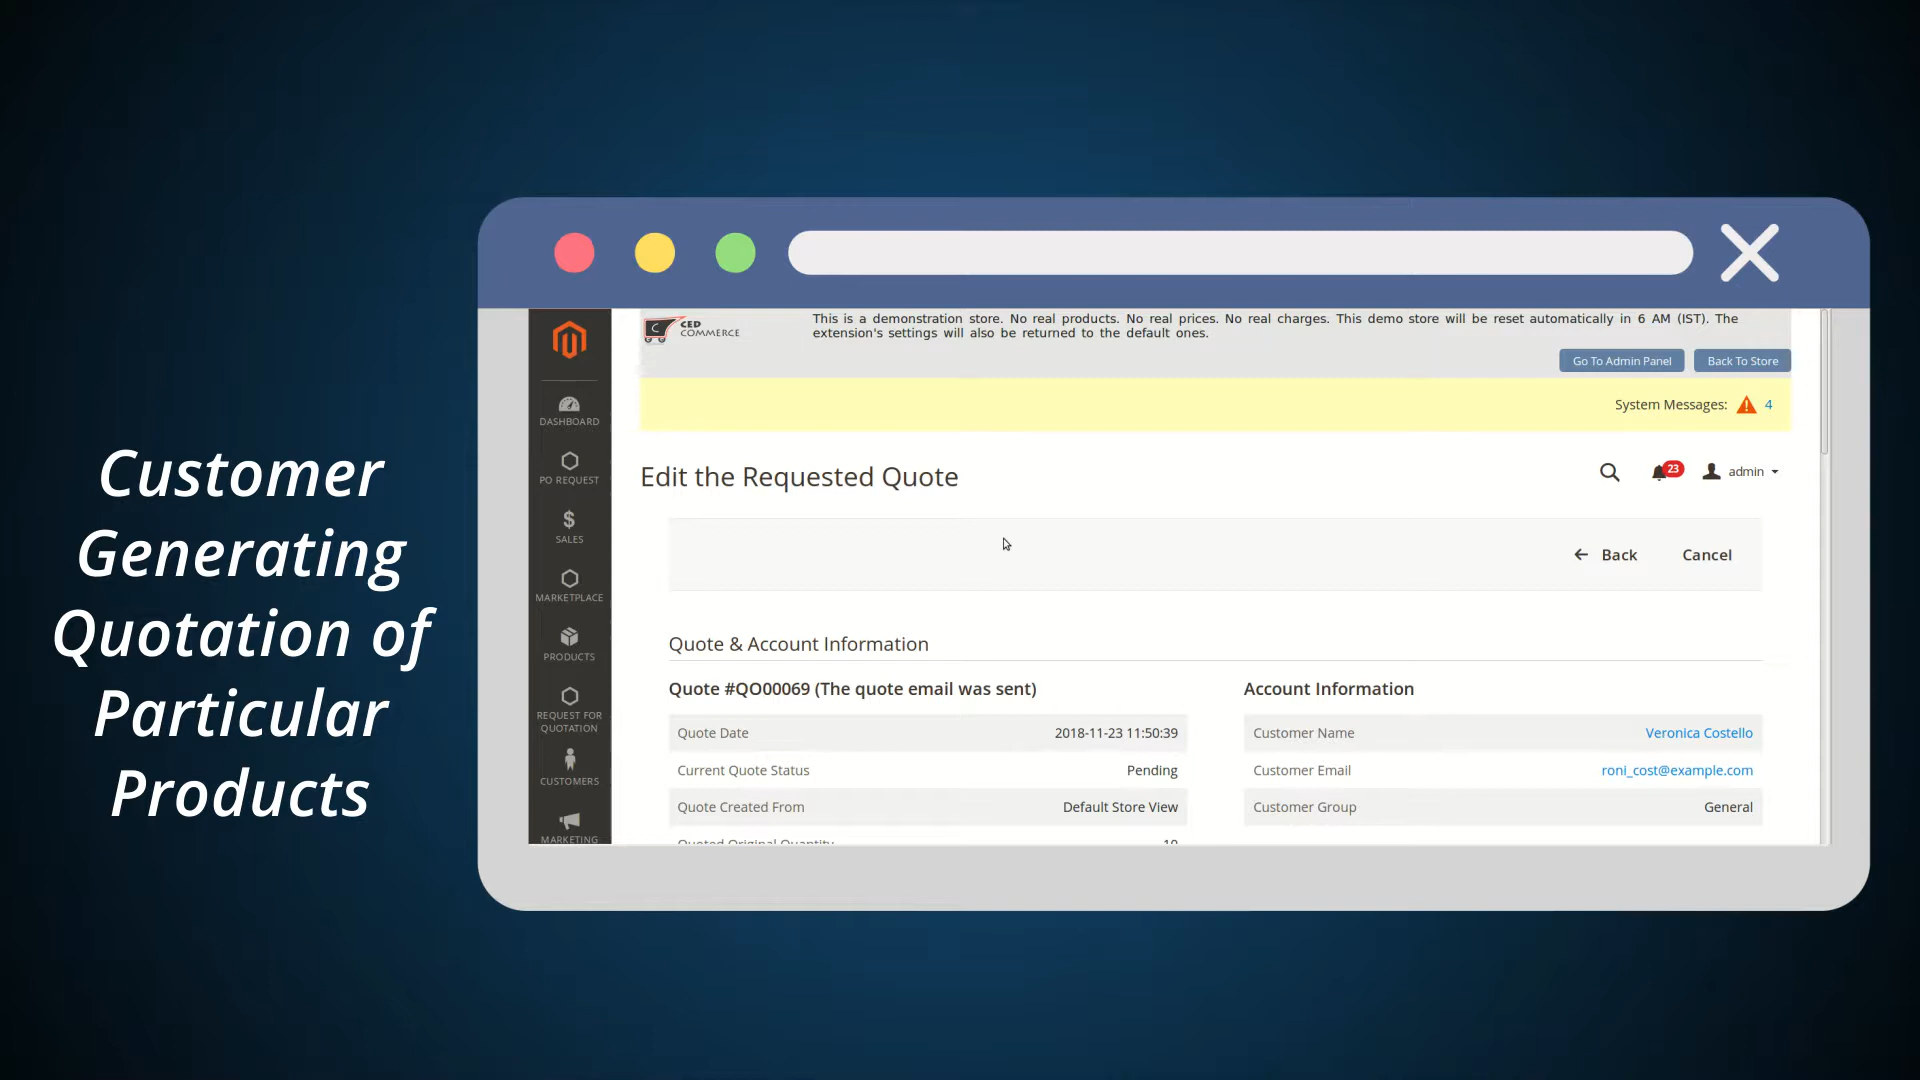 Customer
Generating
Quotation of
Particular
Products
CED
COMMERCE
This is a demonstration store. No real products. No real prices. No real charges. This demo store will be reset automatically in 6 AM (IST). The
extension's settings will also be returned to the default ones.
Go To Admin Panel
Back To Store
System Messages: 4
DASHBOARD
PO REQUEST
SALES
MARKETPLACE
PRODUCTS
REQUEST FOR
QUOTATION
CUSTOMERS
MARKETING
Edit the Requested Quote
23
admin
Back
Cancel
Quote & Account Information
Quote #QO00069 (The quote email was sent)
Quote Date 2018-11-23 11:50:39
Current Quote Status Pending
Quote Created From Default Store View
Quoted Original Quantity 10
Account Information
Customer Name Veronica Costello
Customer Email roni_cost@example.com
Customer Group General